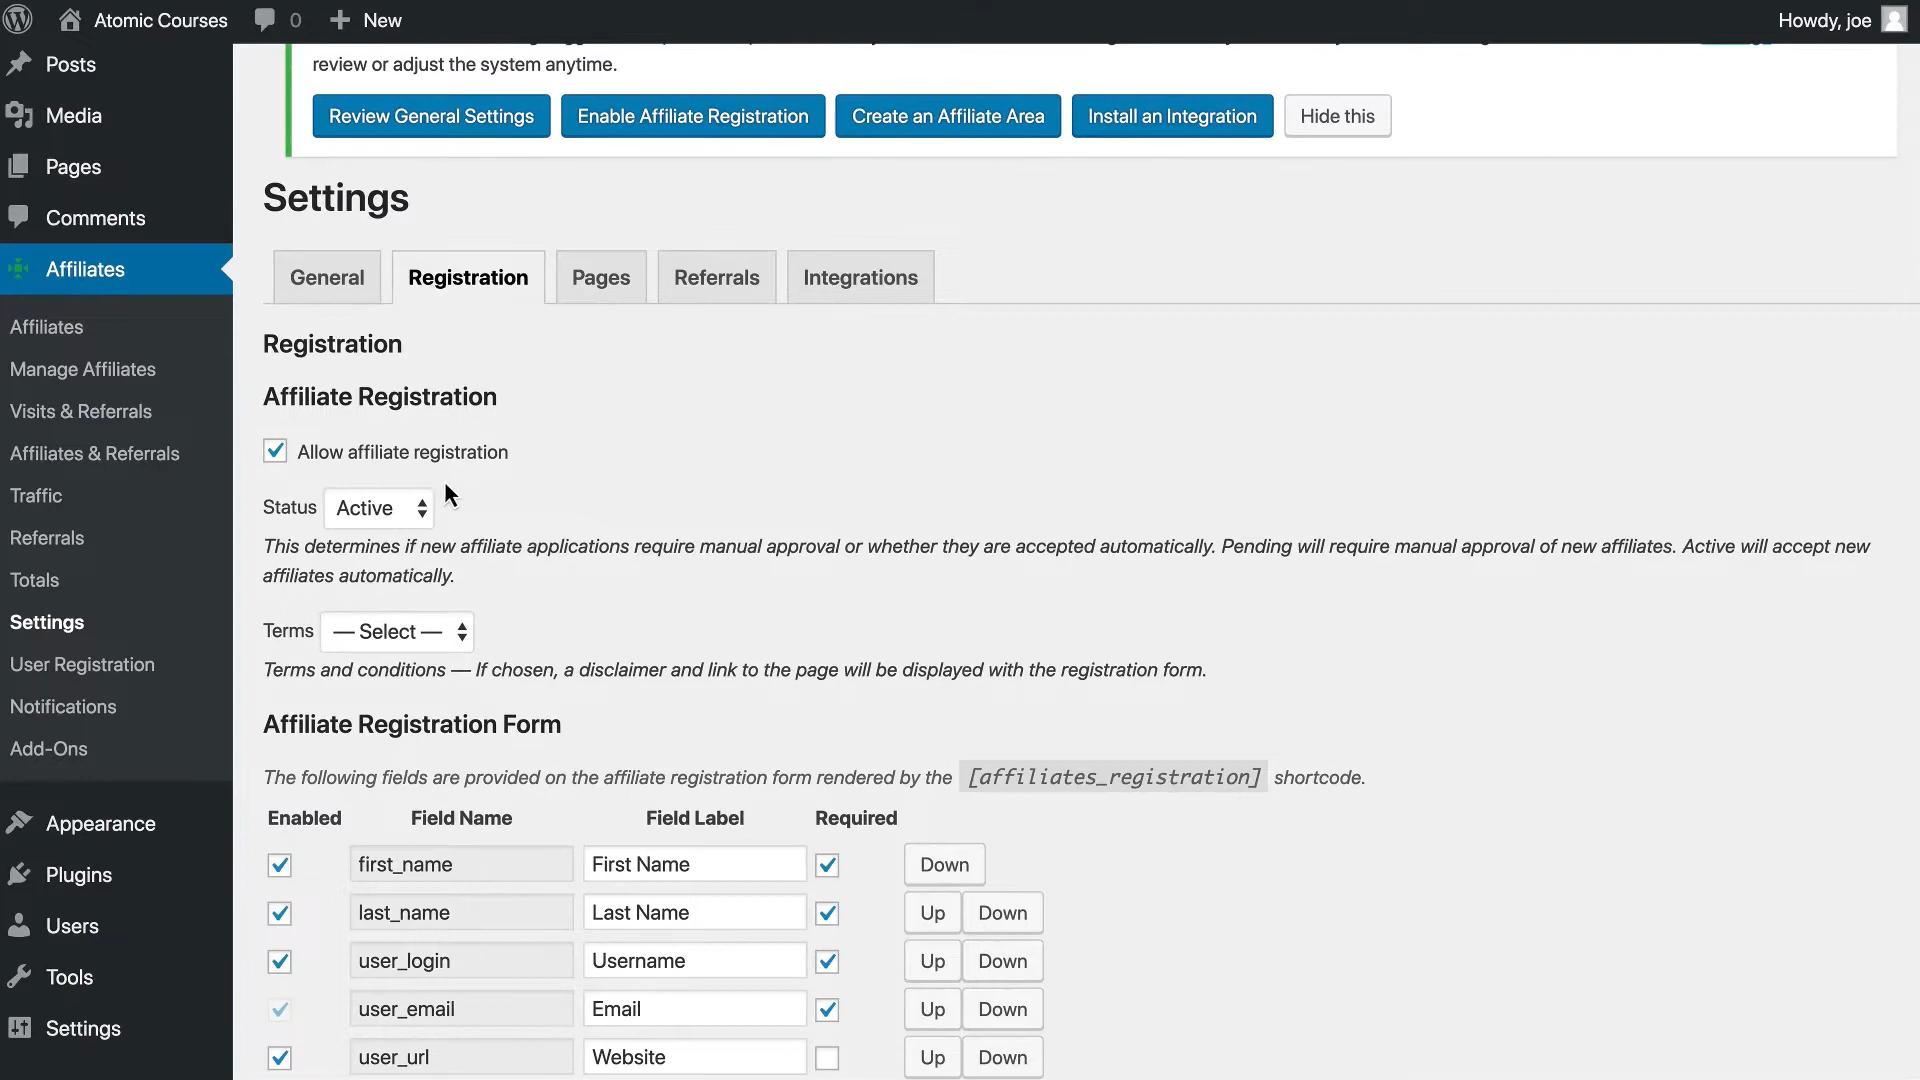 Atomic Courses 0 New Howdy, joe
Posts
Media
Pages
Comments
Affiliates
Affiliates
Manage Affiliates
Visits & Referrals
Affiliates & Referrals
Traffic
Referrals
Totals
Settings
User Registration
Notifications
Add-Ons
Appearance
Plugins
Users
Tools
Settings
review or adjust the system anytime.
Review General Settings Enable Affiliate Registration Create an Affiliate Area Install an Integration Hide this
Settings
General Registration Pages Referrals Integrations
Registration
Affiliate Registration
Allow affiliate registration
Status Active
This determines if new affiliate applications require manual approval or whether they are accepted automatically. Pending will require manual approval of new affiliates. Active will accept new
affiliates automatically.
Terms — Select —
Terms and conditions — If chosen, a disclaimer and link to the page will be displayed with the registration form.
Affiliate Registration Form
The following fields are provided on the affiliate registration form rendered by the [affiliates_registration] shortcode.
Enabled Field Name Field Label Required
first_name First Name Down
last_name Last Name Up Down
user_login Username Up Down
user_email Email Up Down
user_url Website Up Down